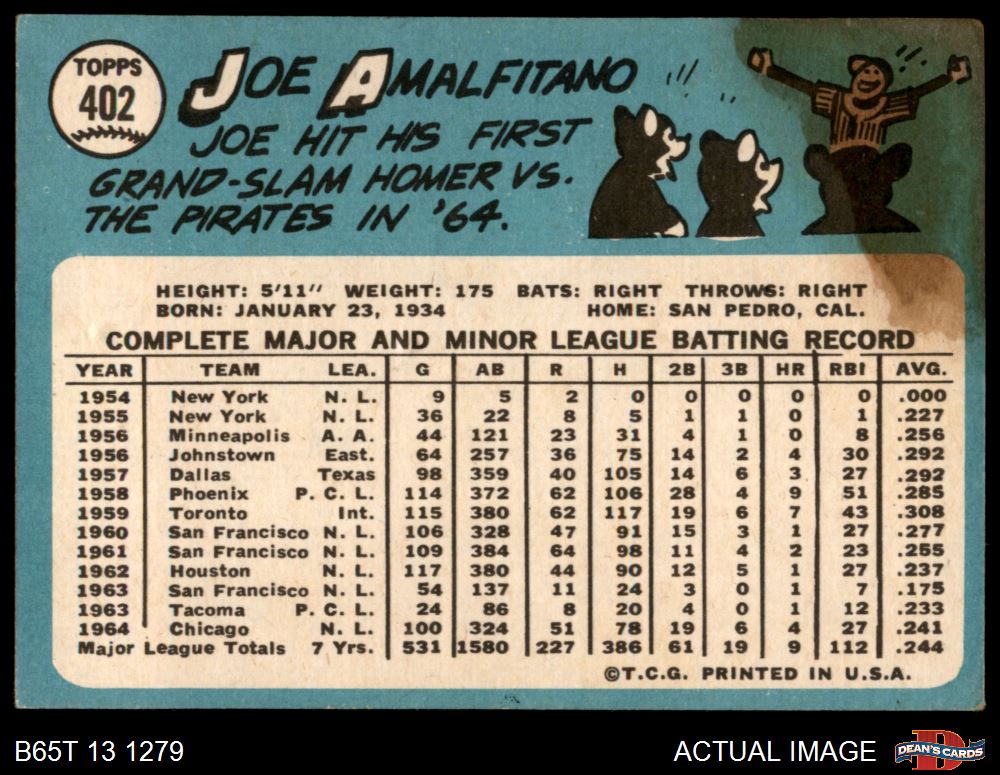 TOPPS
402
JOE AMALFITANO
JOE HIT HIS FIRST
GRAND-SLAM HOMER VS.
THE PIRATES IN '64.
HEIGHT: 5'11" WEIGHT: 175 BATS: RIGHT THROWS: RIGHT
BORN: JANUARY 23, 1934 HOME: SAN PEDRO, CAL.
COMPLETE MAJOR AND MINOR LEAGUE BATTING RECORD
YEAR TEAM LEA. G AB R H 2B 3B HR RBI AVG.
1954 New York N. L. 9 5 2 0 0 0 0 0 .000
1955 New York N. L. 36 22 8 5 1 1 0 1 .227
1956 Minneapolis A. A. 44 121 23 31 4 1 0 8 .256
1956 Johnstown East. 64 257 36 75 14 2 4 30 .292
1957 Dallas Texas 98 359 40 105 14 6 3 27 .292
1958 Phoenix P. C. L. 114 372 62 106 28 4 9 51 .285
1959 Toronto Int. 115 380 62 117 19 6 7 43 .308
1960 San Francisco N. L. 106 328 47 91 15 3 1 27 .277
1961 San Francisco N. L. 109 384 64 98 11 4 2 23 .255
1962 Houston N. L. 117 380 44 90 12 5 1 27 .237
1963 San Francisco N. L. 54 137 11 24 3 0 1 7 .175
1963 Tacoma P. C. L. 24 86 8 20 4 0 1 12 .233
1964 Chicago N. L. 100 324 51 78 19 6 4 27 .241
Major League Totals 7 Yrs. 531 1580 227 386 61 19 9 112 .244
©T.C.G. PRINTED IN U.S.A.
B65T 13 1279
ACTUAL IMAGE
D
DEAN'S CARDS